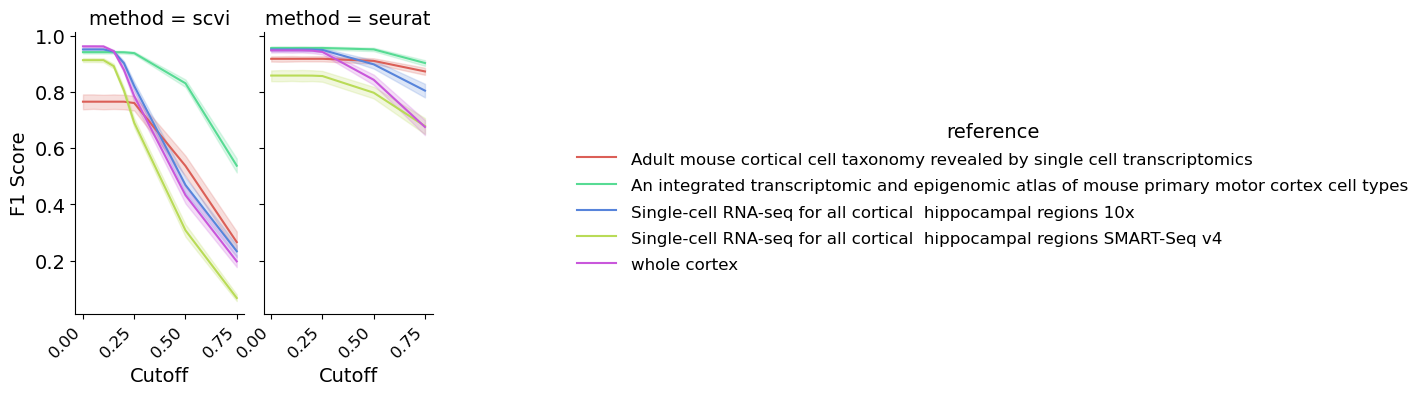 method = scvi
method = seurat
1.0
0.8
0.6
0.4
0.2
F1 Score
0.00
0.25
0.50
0.75
Cutoff
0.00
0.25
0.50
0.75
Cutoff
reference
Adult mouse cortical cell taxonomy revealed by single cell transcriptomics
An integrated transcriptomic and epigenomic atlas of mouse primary motor cortex cell types
Single-cell RNA-seq for all cortical  hippocampal regions 10x
Single-cell RNA-seq for all cortical  hippocampal regions SMART-Seq v4
whole cortex